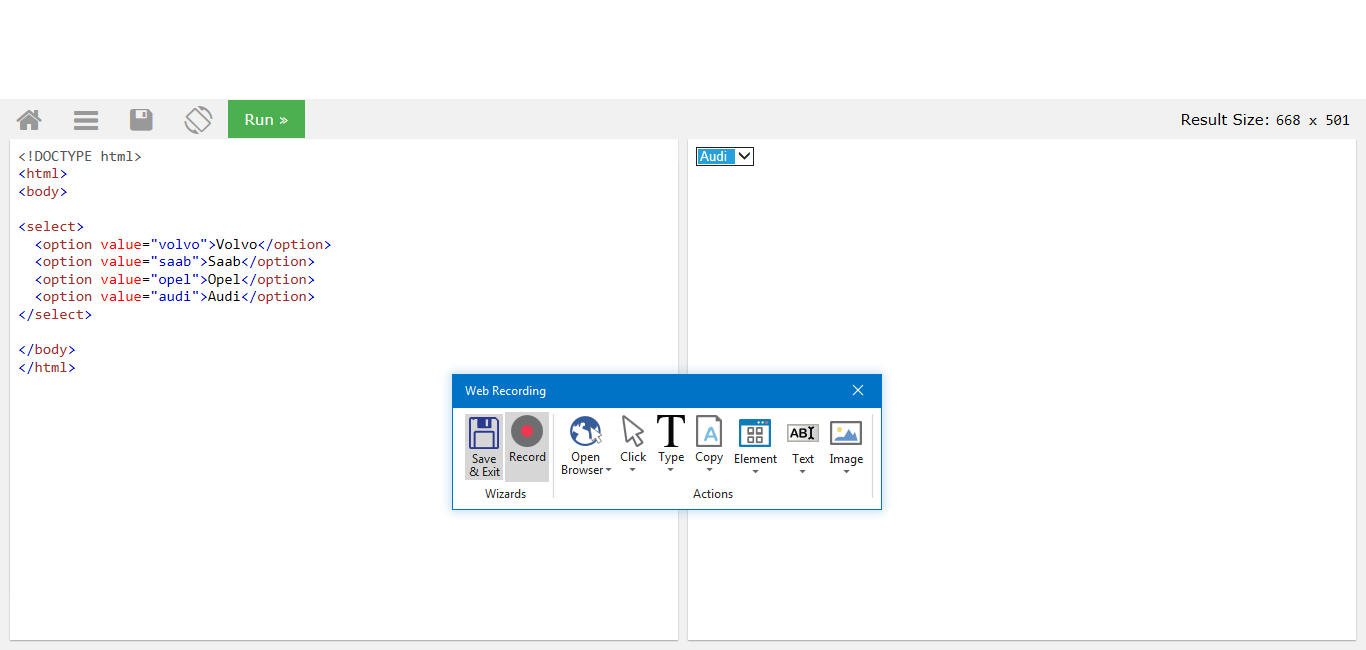 Run »
Result Size: 668 x 501
<!DOCTYPE html>
<html>
<body>
<select>
  <option value="volvo">Volvo</option>
  <option value="saab">Saab</option>
  <option value="opel">Opel</option>
  <option value="audi">Audi</option>
</select>
</body>
</html>
Audi
Web Recording
Save & Exit
Record
Open Browser
Click
Type
Copy
Element
Text
Image
T
A
ABI
Wizards
Actions